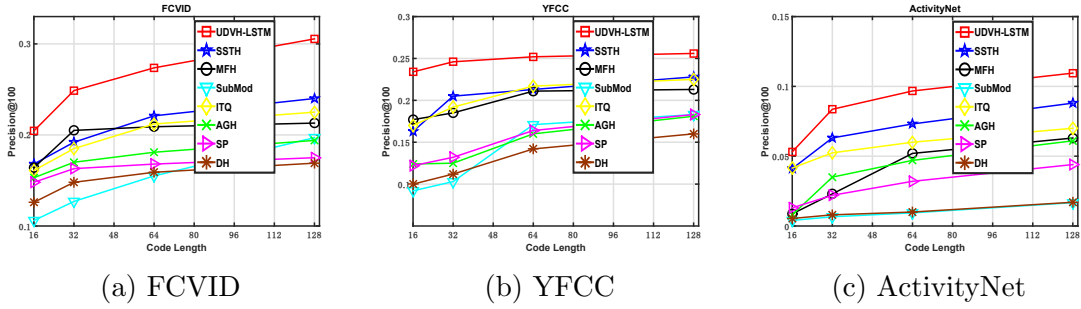 FCVID
Precision@100
0.3
0.2
0.1
UDVH-LSTM
SSTH
MFH
SubMod
ITQ
AGH
SP
DH
16 32 48 64 80 96 112 128
Code Length
(a) FCVID
YFCC
Precision@100
0.3
0.25
0.2
0.15
UDVH-LSTM
SSTH
MFH
SubMod
ITQ
AGH
SP
DH
16 32 48 64 80 96 112 128
Code Length
(b) YFCC
ActivityNet
Precision@100
0.15
0.1
0.05
0
UDVH-LSTM
SSTH
MFH
SubMod
ITQ
AGH
SP
DH
16 32 48 64 80 96 112 128
Code Length
(c) ActivityNet